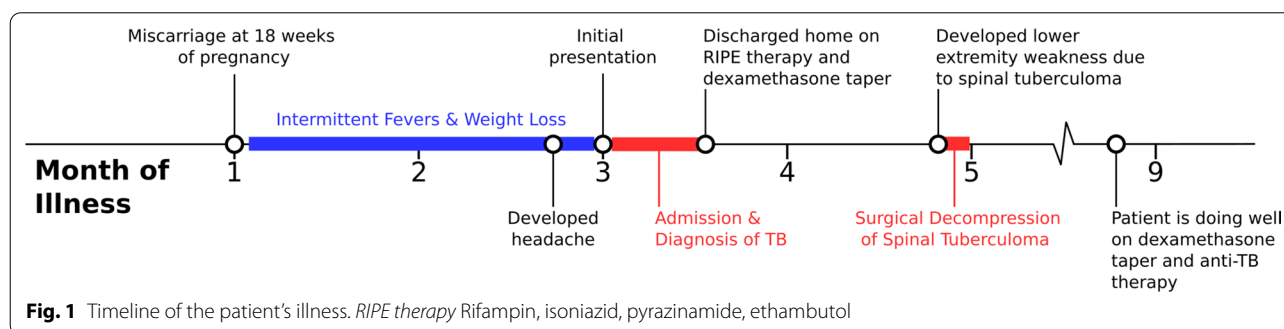 Miscarriage at 18 weeks
of pregnancy
Initial
presentation
Discharged home on
RIPE therapy and
dexamethasone taper
Developed lower
extremity weakness due
to spinal tuberculoma
Intermittent Fevers & Weight Loss
Month of
Illness
1
2
3
4
5
9
Developed
headache
Admission &
Diagnosis of TB
Surgical Decompression
of Spinal Tuberculoma
Patient is doing well
on dexamethasone
taper and anti-TB
therapy
Fig. 1 Timeline of the patient's illness. RIPE therapy Rifampin, isoniazid, pyrazinamide, ethambutol